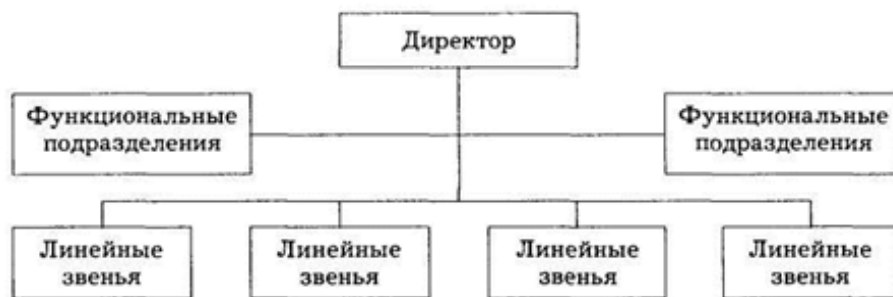 Директор
Функциональные
подразделения
Функциональные
подразделения
Линейные
звенья
Линейные
звенья
Линейные
звенья
Линейные
звенья